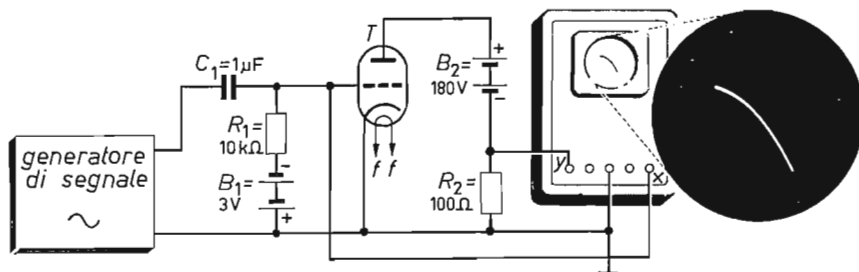 generatore
di segnale
C₁=1µF
R₁=
10kΩ
-
B₁=
3V
+
T
f f
+
B₂=
180V
-
R₂=
100Ω
y
x